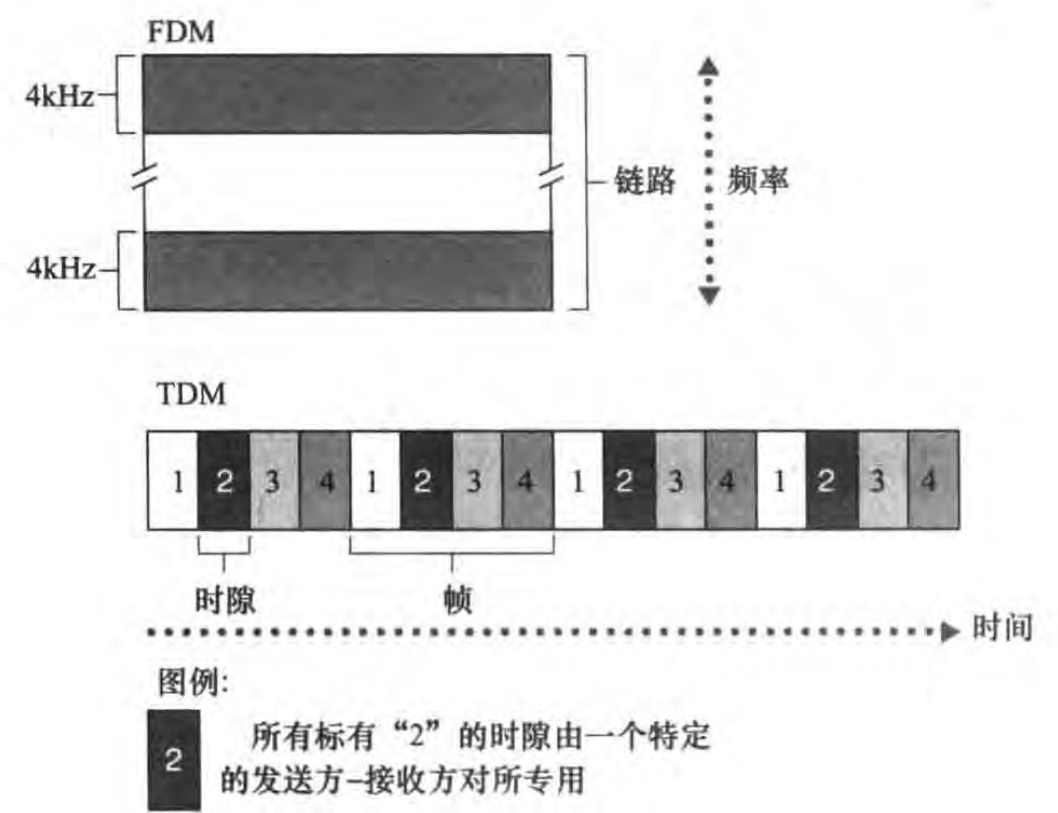 FDM
4kHz
链路
频率
4kHz
TDM
1 2 3 4 1 2 3 4 1 2 3 4 1 2 3 4
时隙
帧
时间
图例:
2
所有标有“2”的时隙由一个特定
的发送方–接收方对所专用